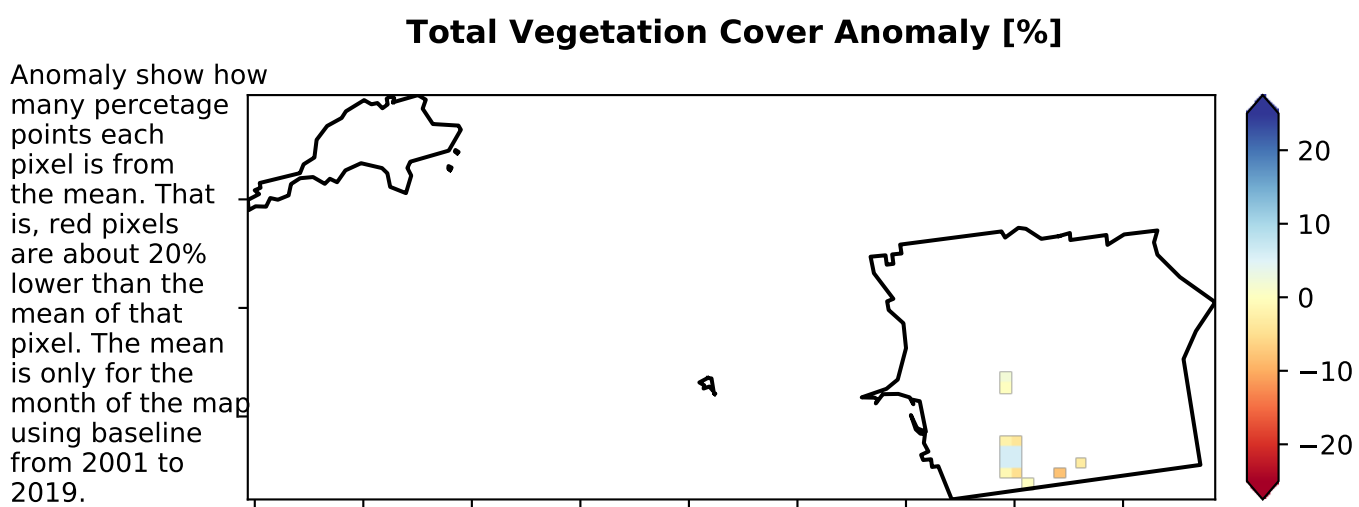 Total Vegetation Cover Anomaly [%]
Anomaly show how
many percetage
points each
pixel is from
the mean. That
is, red pixels
are about 20%
lower than the
mean of that
pixel. The mean
is only for the
month of the map
using baseline
from 2001 to
2019.
20
10
0
−10
−20